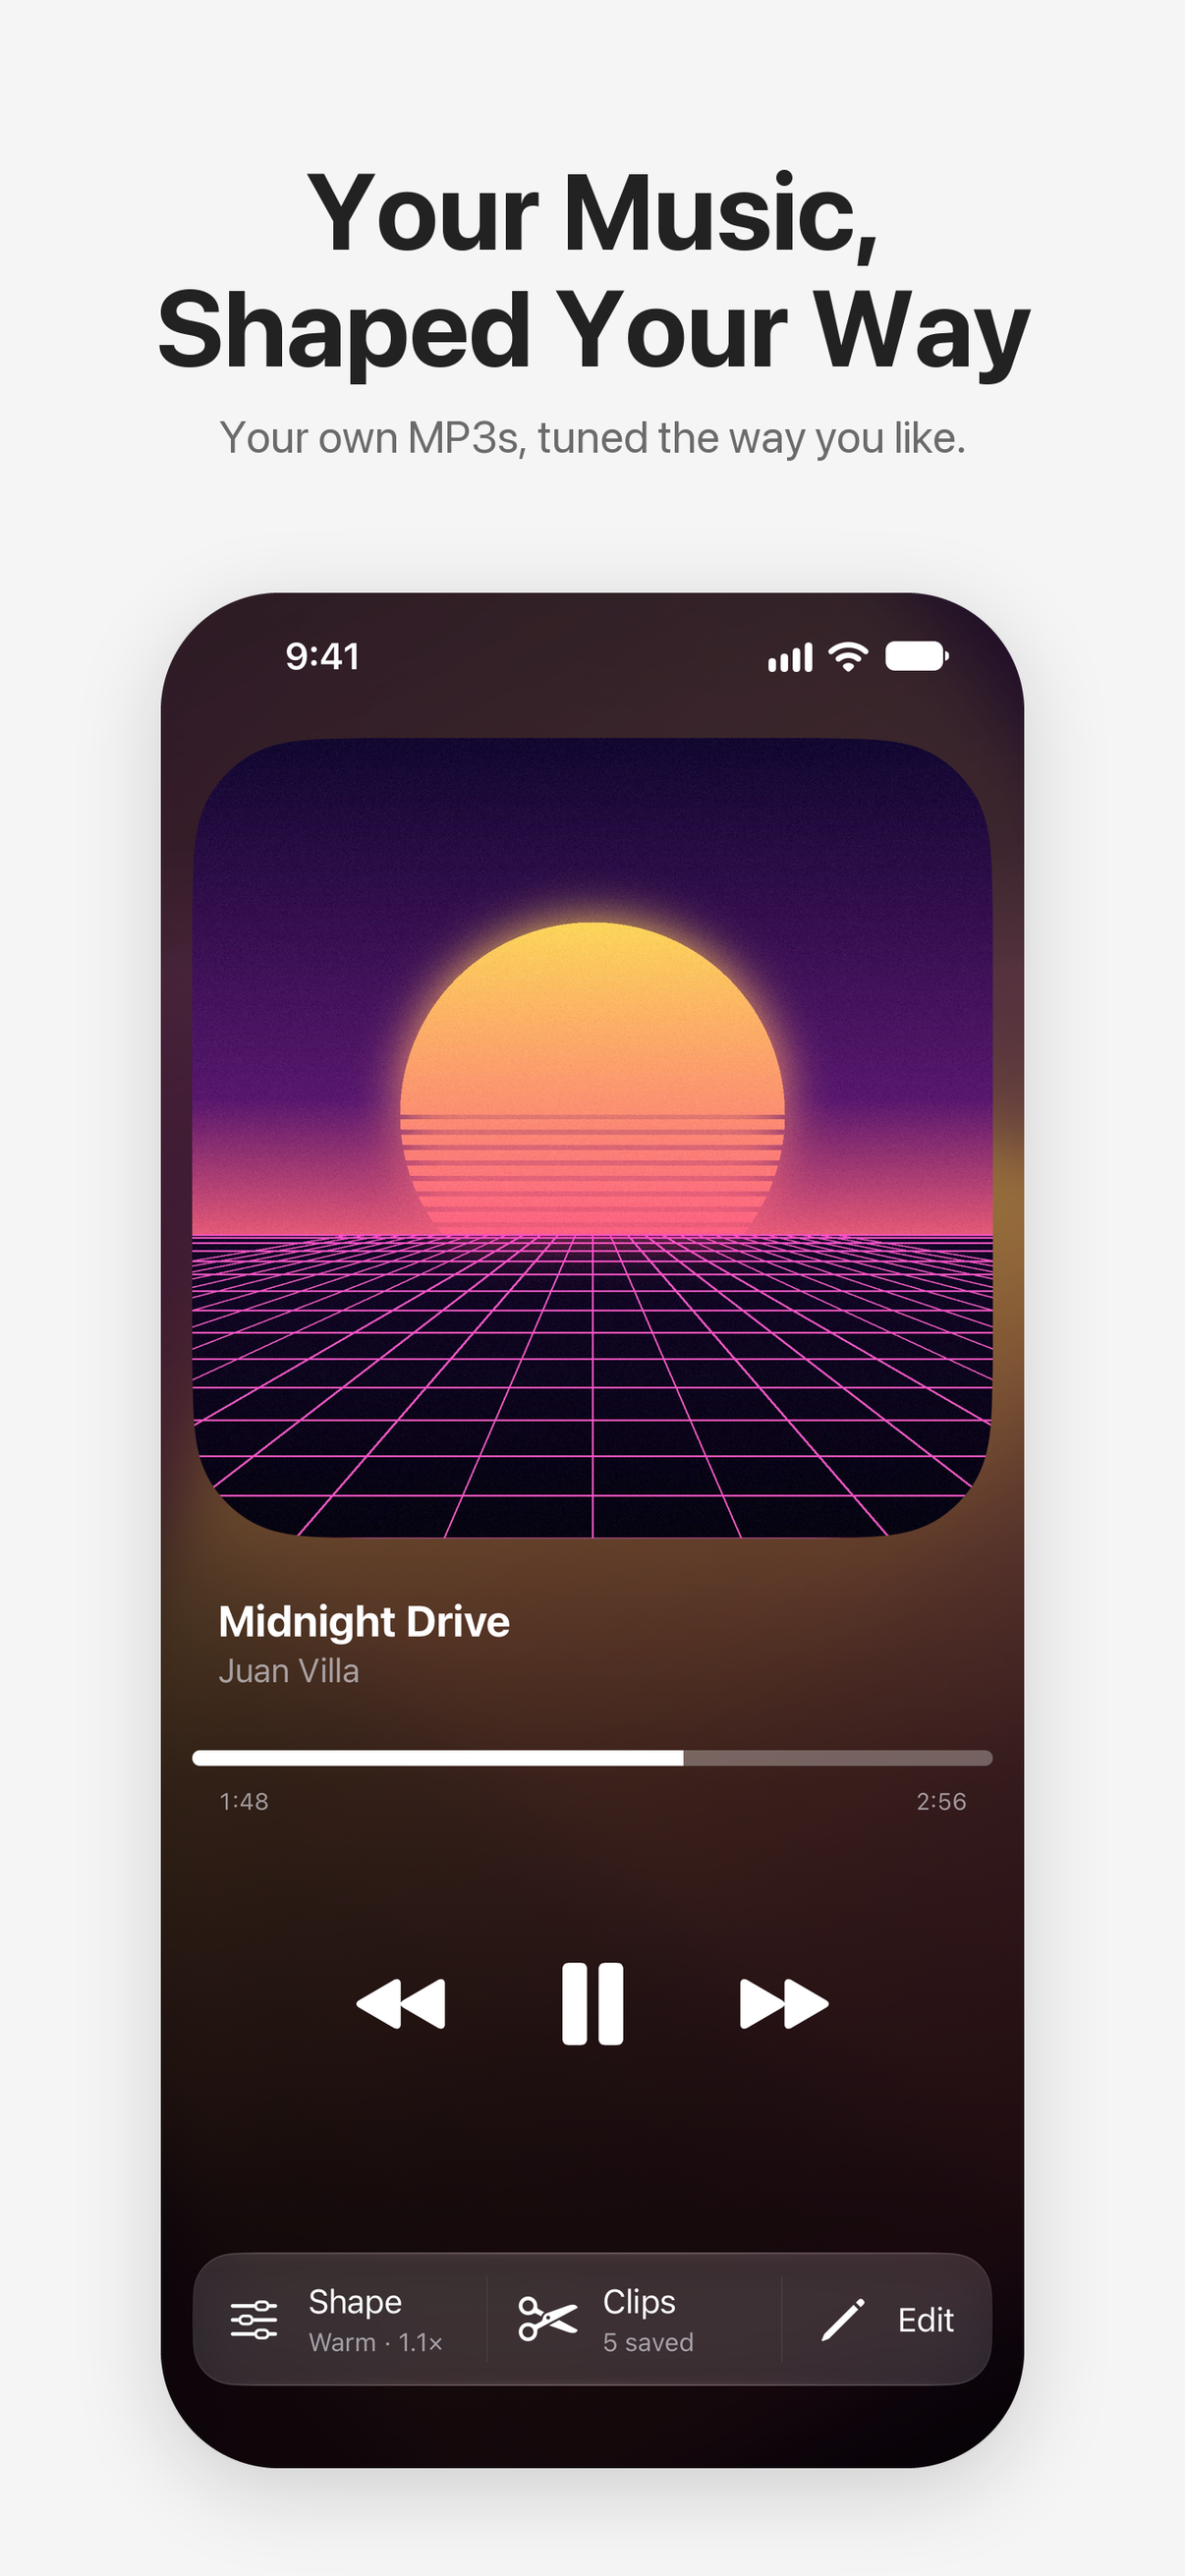 Your Music,
Shaped Your Way
Your own MP3s, tuned the way you like.
9:41
Midnight Drive
Juan Villa
1:48
2:56
Shape
Warm · 1.1×
Clips
5 saved
Edit